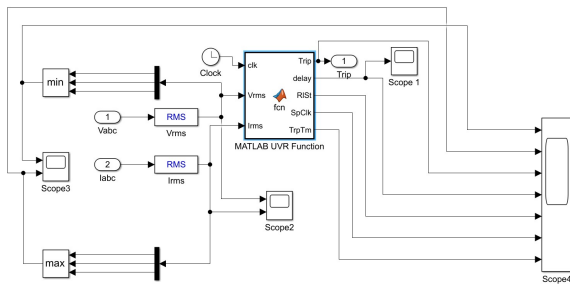 clk
Trip
1
Trip
Clock
delay
Scope 1
min
Vrms
RlSt
fcn
1
RMS
SpClk
Vabc
Vrms
Irms
TrpTm
MATLAB UVR Function
2
RMS
Scope3
Iabc
Irms
Scope2
max
Scope4